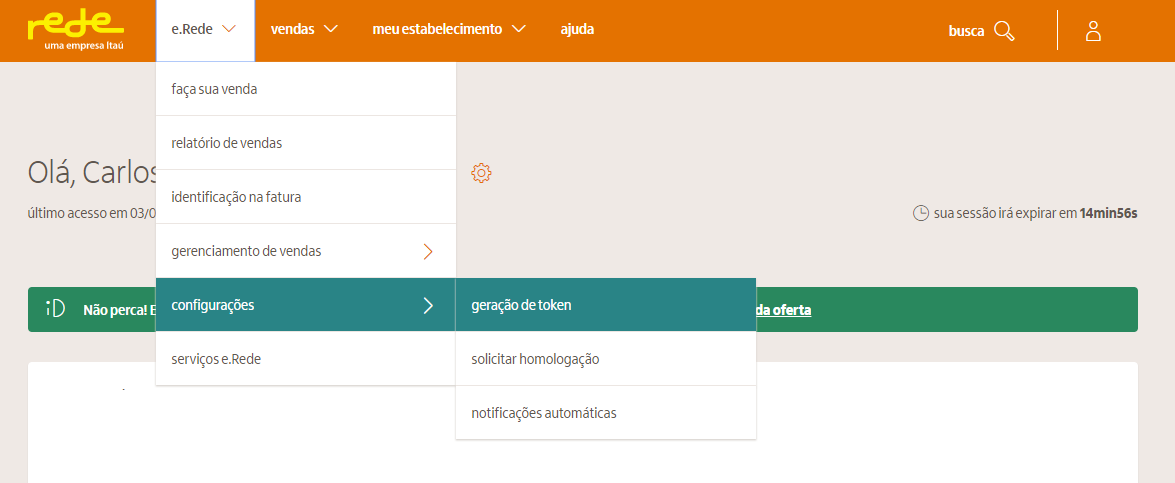 rede
uma empresa Itaú
e.Rede
vendas
meu estabelecimento
ajuda
busca
faça sua venda
relatório de vendas
identificação na fatura
gerenciamento de vendas
configurações
serviços e.Rede
geração de token
solicitar homologação
notificações automáticas
Olá, Carlos
último acesso em 03/0
sua sessão irá expirar em 14min56s
iD
Não perca! E
da oferta